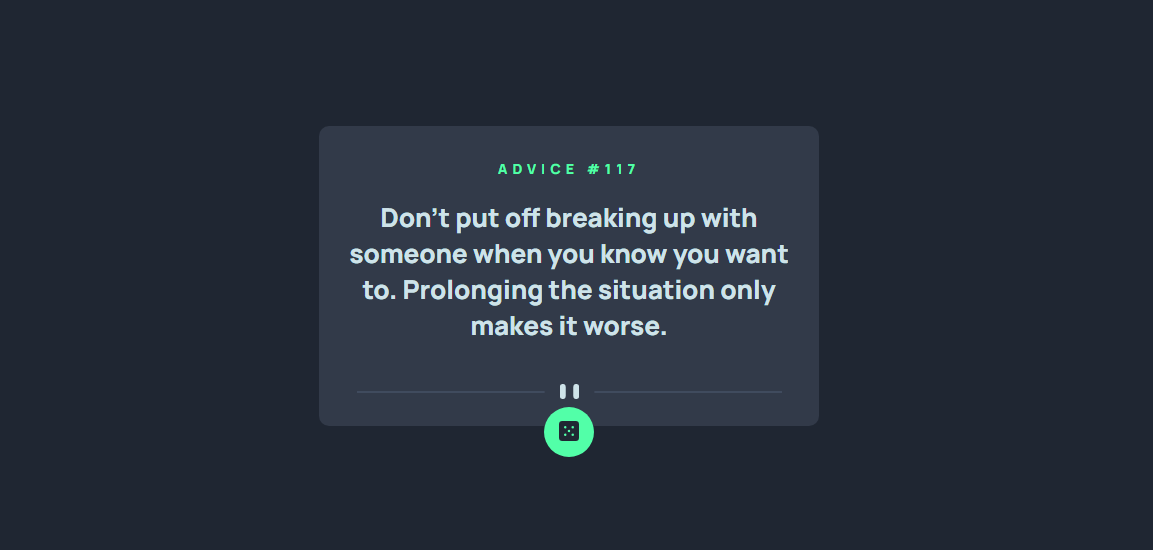 ADVICE #117
Don’t put off breaking up with
someone when you know you want
to. Prolonging the situation only
makes it worse.